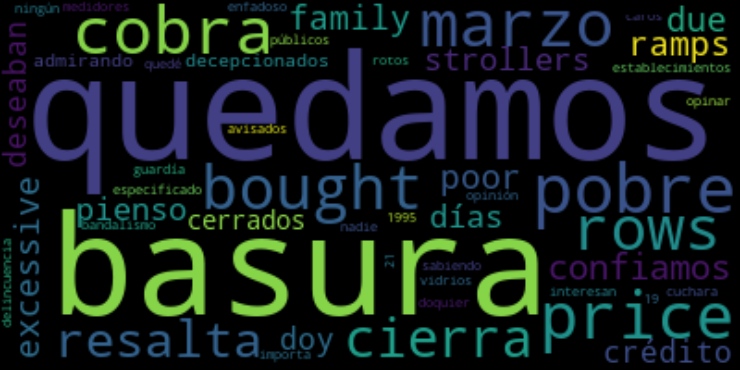 ningún medidores enfadoso caros
cobra family marzo due
públicos ramps
admirando quedé decepcionados rotos strollers establecimientos
deseaban quedamos opinar
avisados
guardia
especificado bought poor opinión pobre
pienso cerrados 1995 días rows
bandalismo nadie
excessive basura sabiendo confiamos
delincuencia 21 vidrios interesan 19 cuchara
doquier price
resalta doy cierra crédito
importa